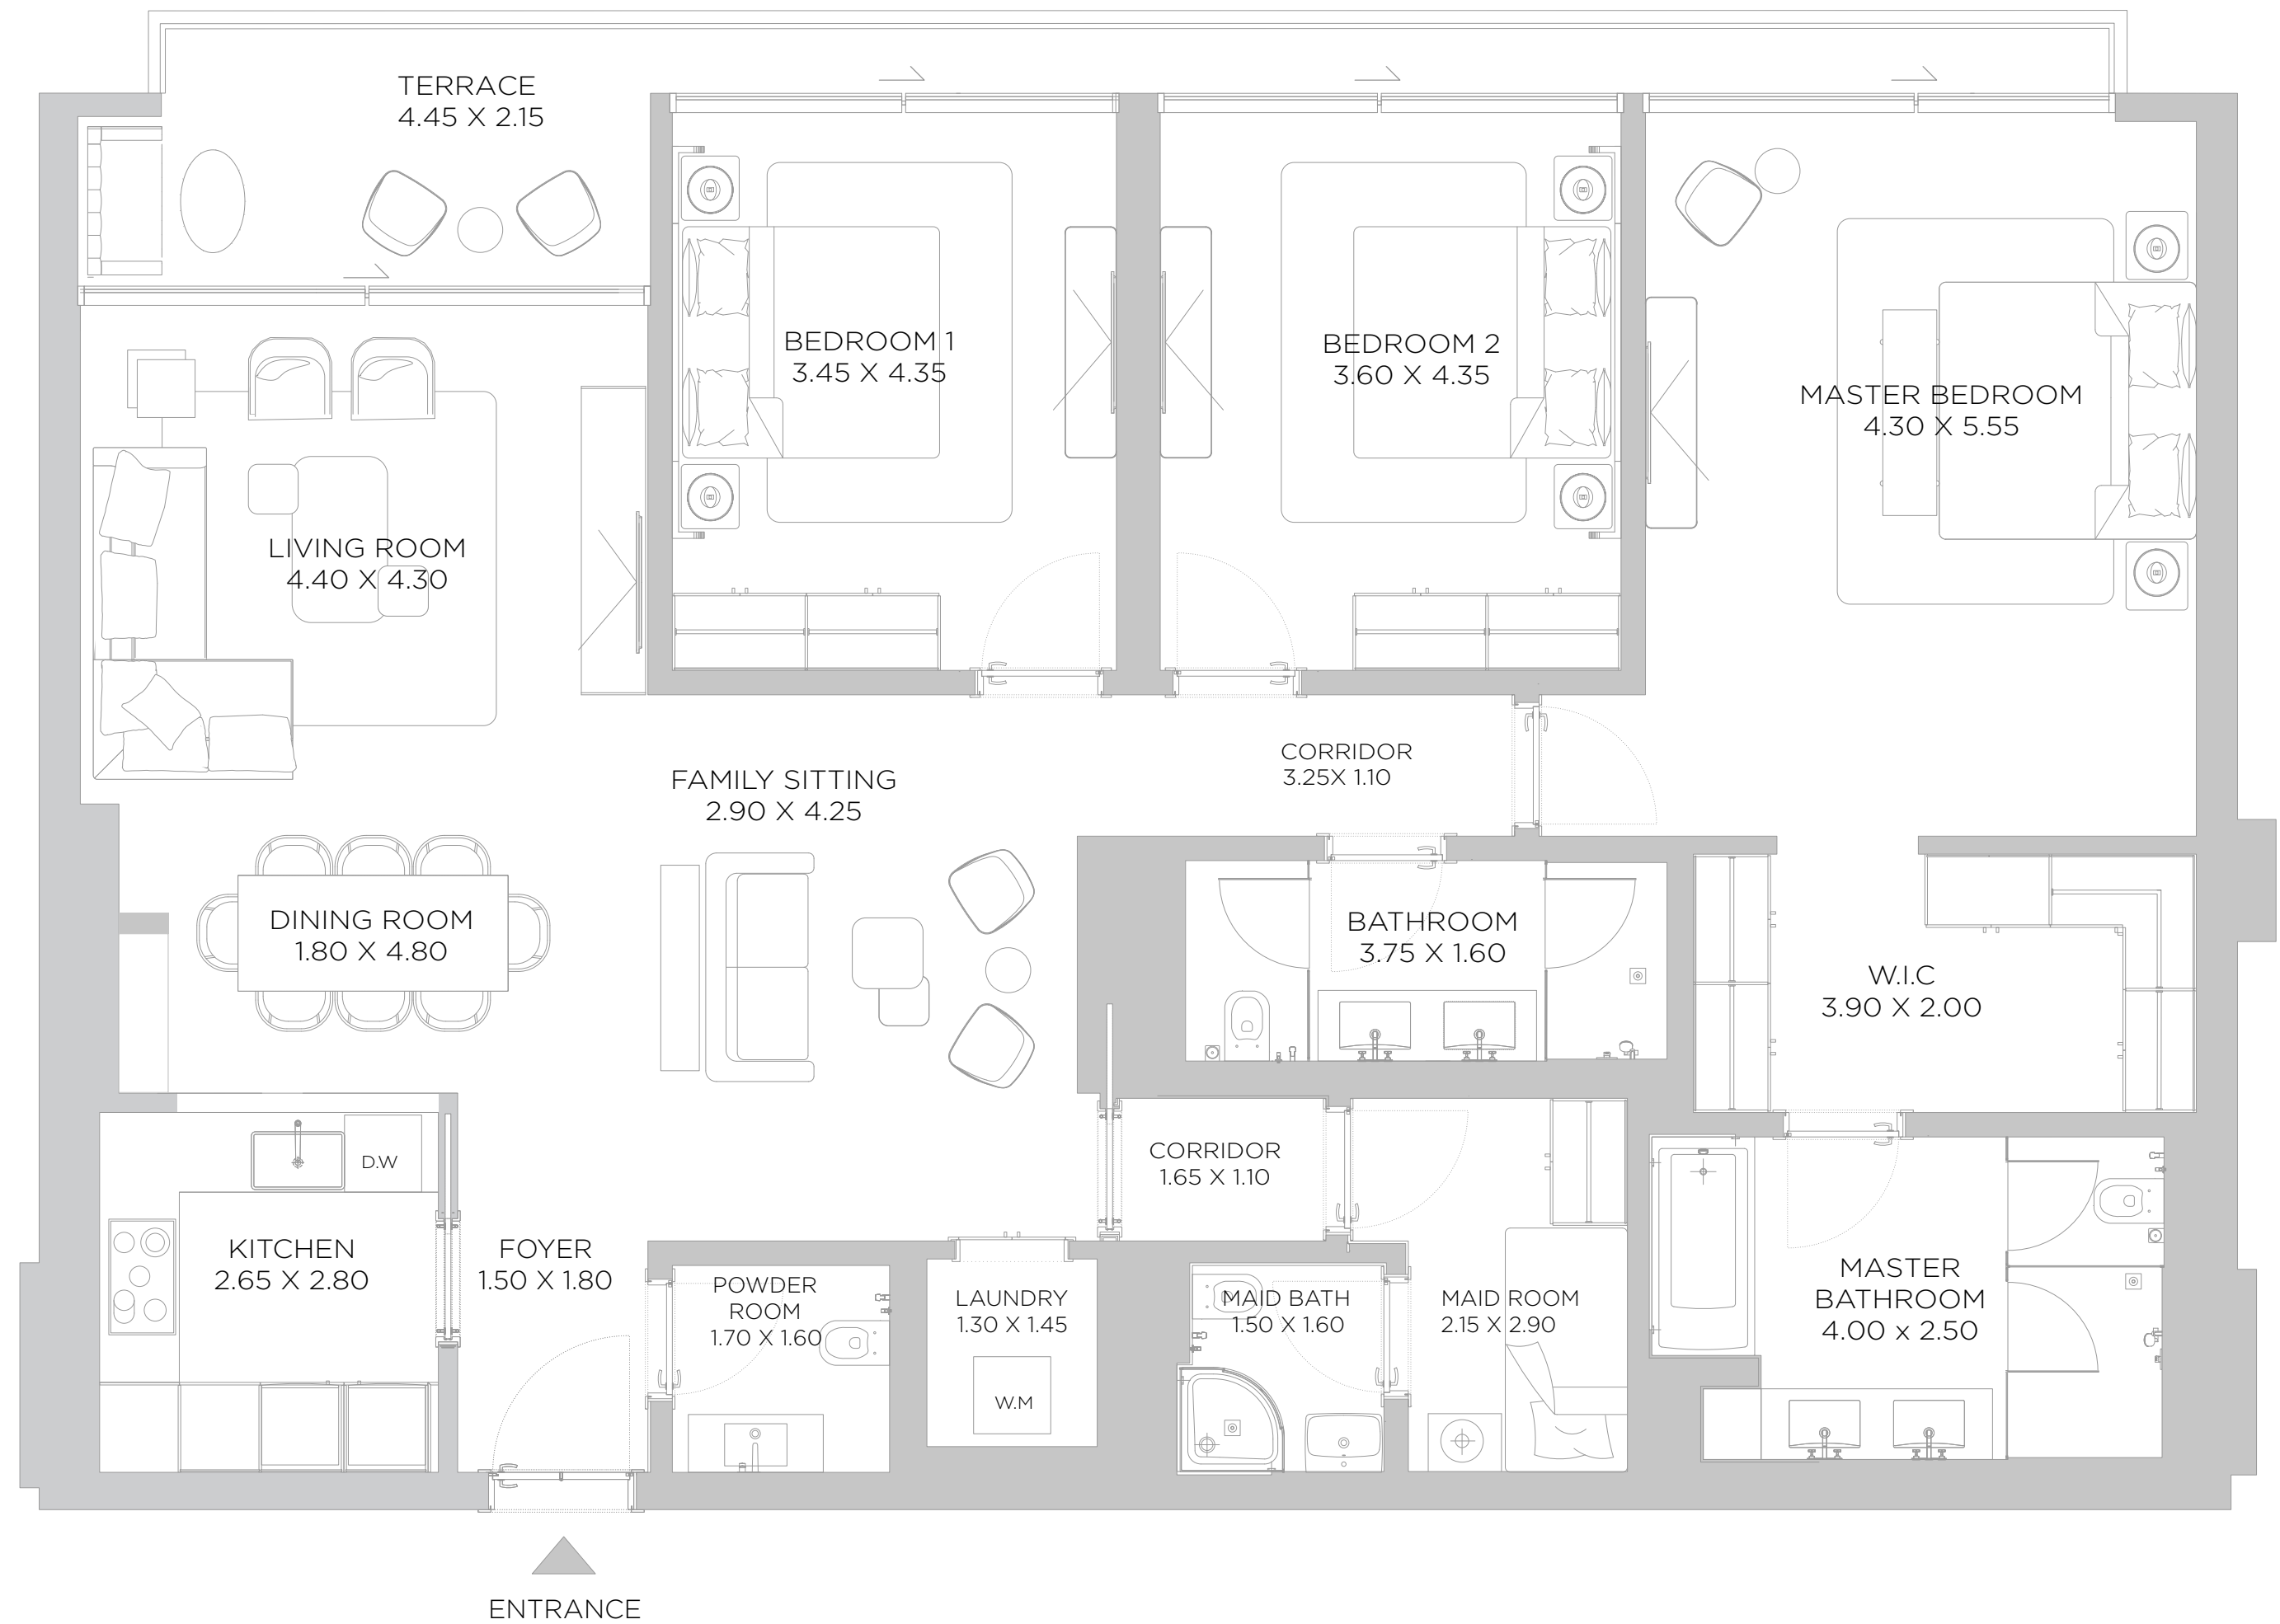 TERRACE
4.45 X 2.15
BEDROOM 1
3.45 X 4.35
BEDROOM 2
3.60 X 4.35
MASTER BEDROOM
4.30 X 5.55
LIVING ROOM
4.40 X 4.30
FAMILY SITTING
2.90 X 4.25
CORRIDOR
3.25X 1.10
DINING ROOM
1.80 X 4.80
BATHROOM
3.75 X 1.60
W.I.C
3.90 X 2.00
D.W
CORRIDOR
1.65 X 1.10
KITCHEN
2.65 X 2.80
FOYER
1.50 X 1.80
POWDER
ROOM
1.70 X 1.60
LAUNDRY
1.30 X 1.45
W.M
MAID BATH
1.50 X 1.60
MAID ROOM
2.15 X 2.90
MASTER
BATHROOM
4.00 x 2.50
ENTRANCE